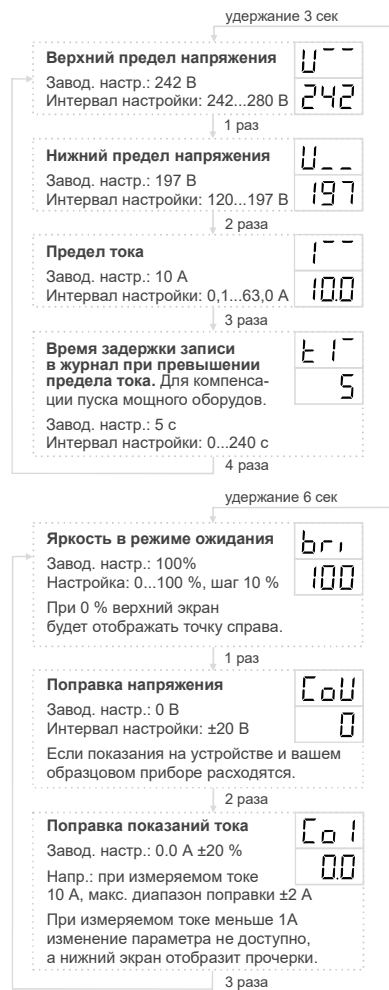 удержание 3 сек
Верхний предел напряжения
Завод. настр.: 242 В
Интервал настройки: 242...280 В
U¯¯
242
1 раз
Нижний предел напряжения
Завод. настр.: 197 В
Интервал настройки: 120...197 В
U__
197
2 раза
Предел тока
Завод. настр.: 10 А
Интервал настройки: 0,1...63,0 А
I¯¯
10.0
3 раза
Время задержки записи
в журнал при превышении
предела тока. Для компенса-
ции пуска мощного оборудов.
Завод. настр.: 5 с
Интервал настройки: 0...240 с
tI¯
5
4 раза
удержание 6 сек
Яркость в режиме ожидания
Завод. настр.: 100%
Настройка: 0...100 %, шаг 10 %
При 0 % верхний экран
будет отображать точку справа.
bri
100
1 раз
Поправка напряжения
Завод. настр.: 0 В
Интервал настройки: ±20 В
CoU
0
Если показания на устройстве и вашем
образцовом приборе расходятся.
2 раза
Поправка показаний тока
Завод. настр.: 0.0 А ±20 %
CoI
0.0
Напр.: при измеряемом токе
10 А, макс. диапазон поправки ±2 А
При измеряемом токе меньше 1А
изменение параметра не доступно,
а нижний экран отобразит прочерки.
3 раза